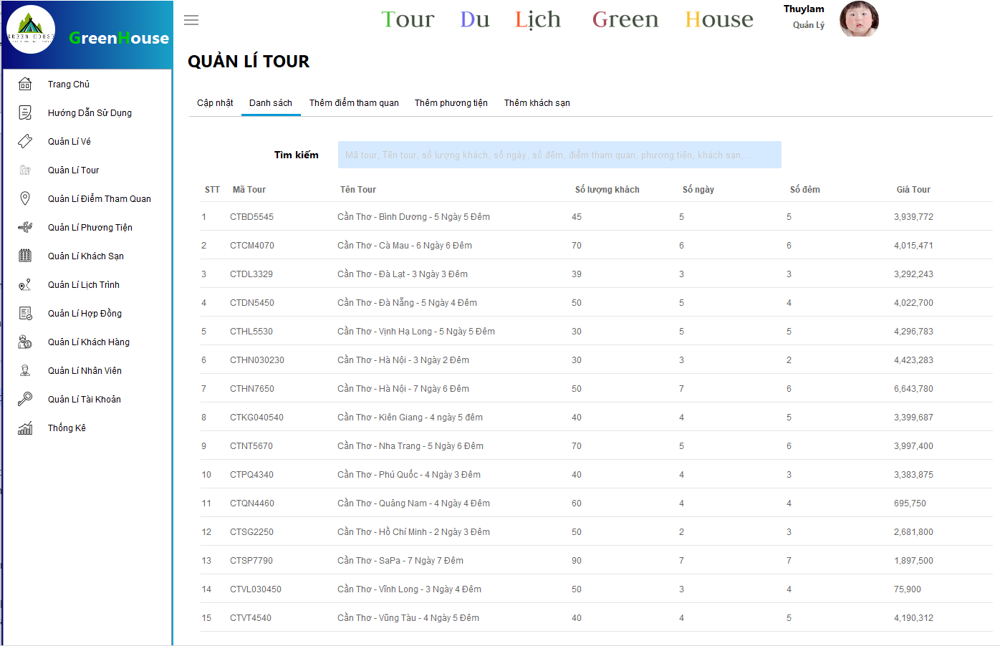 GREEN HOUSE
GreenHouse
Tour Du Lịch Green House
Thuylam
Quản Lý
Trang Chủ
Hướng Dẫn Sử Dụng
Quản Lí Vé
Quản Lí Tour
Quản Lí Điểm Tham Quan
Quản Lí Phương Tiện
Quản Lí Khách Sạn
Quản Lí Lịch Trình
Quản Lí Hợp Đồng
Quản Lí Khách Hàng
Quản Lí Nhân Viên
Quản Lí Tài Khoản
Thống Kê
QUẢN LÍ TOUR
Cập nhật Danh sách Thêm điểm tham quan Thêm phương tiện Thêm khách sạn
Tìm kiếm Mã tour, Tên tour, số lượng khách, số ngày, số đêm, điểm tham quan, phương tiện, khách sạn, ...
STT Mã Tour Tên Tour Số lượng khách Số ngày Số đêm Giá Tour
1 CTBD5545 Cần Thơ - Bình Dương - 5 Ngày 5 Đêm 45 5 5 3,939,772
2 CTCM4070 Cần Thơ - Cà Mau - 6 Ngày 6 Đêm 70 6 6 4,015,471
3 CTDL3329 Cần Thơ - Đà Lạt - 3 Ngày 3 Đêm 39 3 3 3,292,243
4 CTDN5450 Cần Thơ - Đà Nẵng - 5 Ngày 4 Đêm 50 5 4 4,022,700
5 CTHL5530 Cần Thơ - Vịnh Hạ Long - 5 Ngày 5 Đêm 30 5 5 4,296,783
6 CTHN030230 Cần Thơ - Hà Nội - 3 Ngày 2 Đêm 30 3 2 4,423,283
7 CTHN7650 Cần Thơ - Hà Nội - 7 Ngày 6 Đêm 50 7 6 6,643,780
8 CTKG040540 Cần Thơ - Kiên Giang - 4 ngày 5 đêm 40 4 5 3,399,687
9 CTNT5670 Cần Thơ - Nha Trang - 5 Ngày 6 Đêm 70 5 6 3,997,400
10 CTPQ4340 Cần Thơ - Phú Quốc - 4 Ngày 3 Đêm 40 4 3 3,383,875
11 CTQN4460 Cần Thơ - Quảng Nam - 4 Ngày 4 Đêm 60 4 4 695,750
12 CTSG2250 Cần Thơ - Hồ Chí Minh - 2 Ngày 3 Đêm 50 2 3 2,681,800
13 CTSP7790 Cần Thơ - SaPa - 7 Ngày 7 Đêm 90 7 7 1,897,500
14 CTVL030450 Cần Thơ - Vĩnh Long - 3 Ngày 4 Đêm 50 3 4 75,900
15 CTVT4540 Cần Thơ - Vũng Tàu - 4 Ngày 5 Đêm 40 4 5 4,190,312